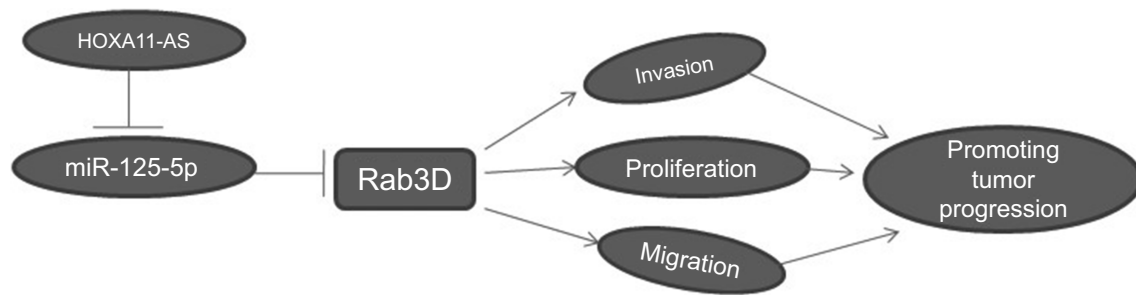 HOXA11-AS
miR-125-5p
Rab3D
Invasion
Proliferation
Migration
Promoting
tumor
progression